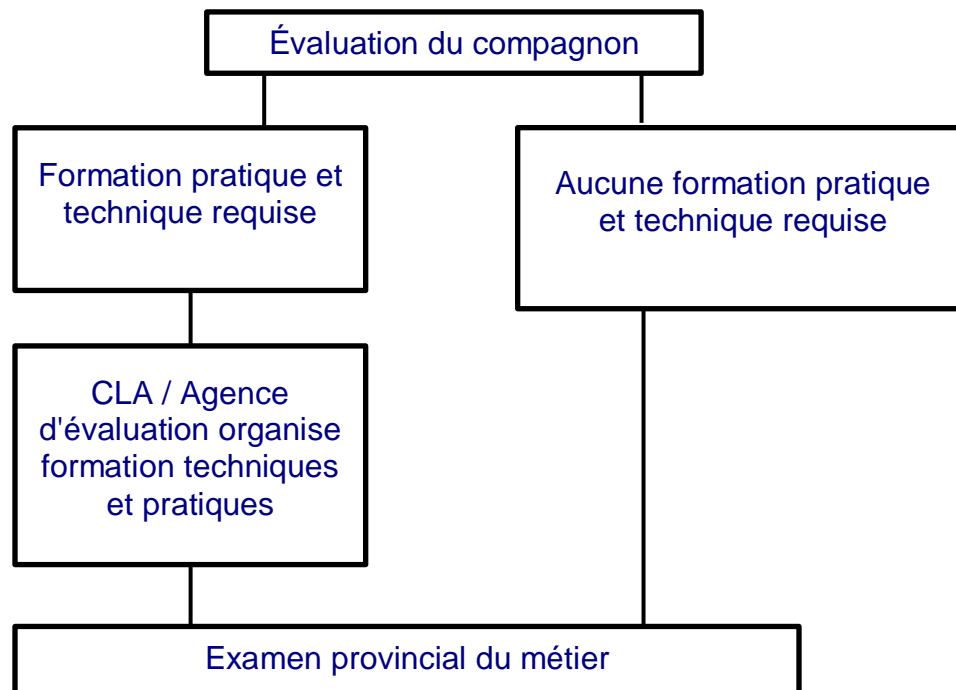 Évaluation du compagnon
Formation pratique et
technique requise
Aucune formation pratique
et technique requise
CLA / Agence
d'évaluation organise
formation techniques
et pratiques
Examen provincial du métier